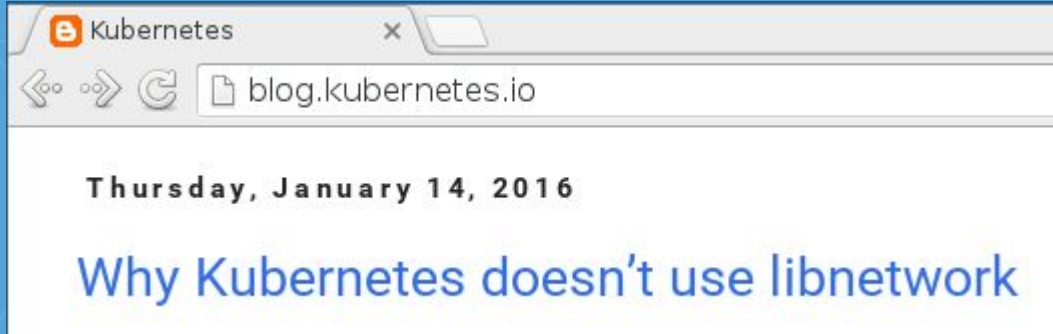 Kubernetes
blog.kubernetes.io
Thursday, January 14, 2016
Why Kubernetes doesn’t use libnetwork